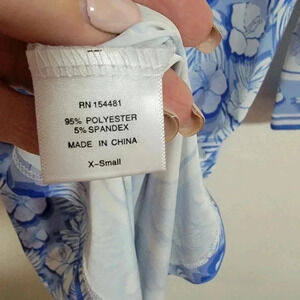 RN 154481
95% POLYESTER
5% SPANDEX
MADE IN CHINA
X-Small